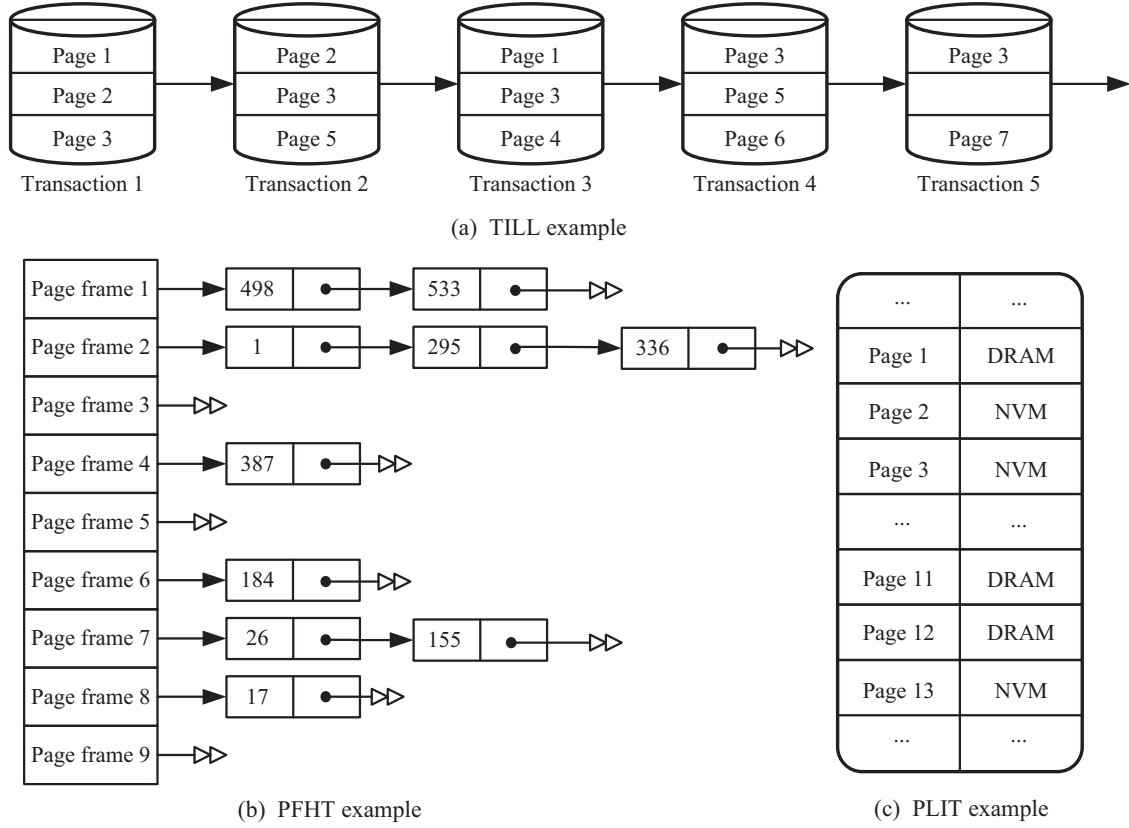 Page 1 Page 2 Page 1 Page 3 Page 3
Page 2 Page 3 Page 3 Page 5
Page 3 Page 5 Page 4 Page 6 Page 7
Transaction 1 Transaction 2 Transaction 3 Transaction 4 Transaction 5
(a) TILL example
Page frame 1 498 533
Page frame 2 1 295 336
Page frame 3
Page frame 4 387
Page frame 5
Page frame 6 184
Page frame 7 26 155
Page frame 8 17
Page frame 9
(b) PFHT example
... ...
Page 1 DRAM
Page 2 NVM
Page 3 NVM
... ...
Page 11 DRAM
Page 12 DRAM
Page 13 NVM
... ...
(c) PLIT example